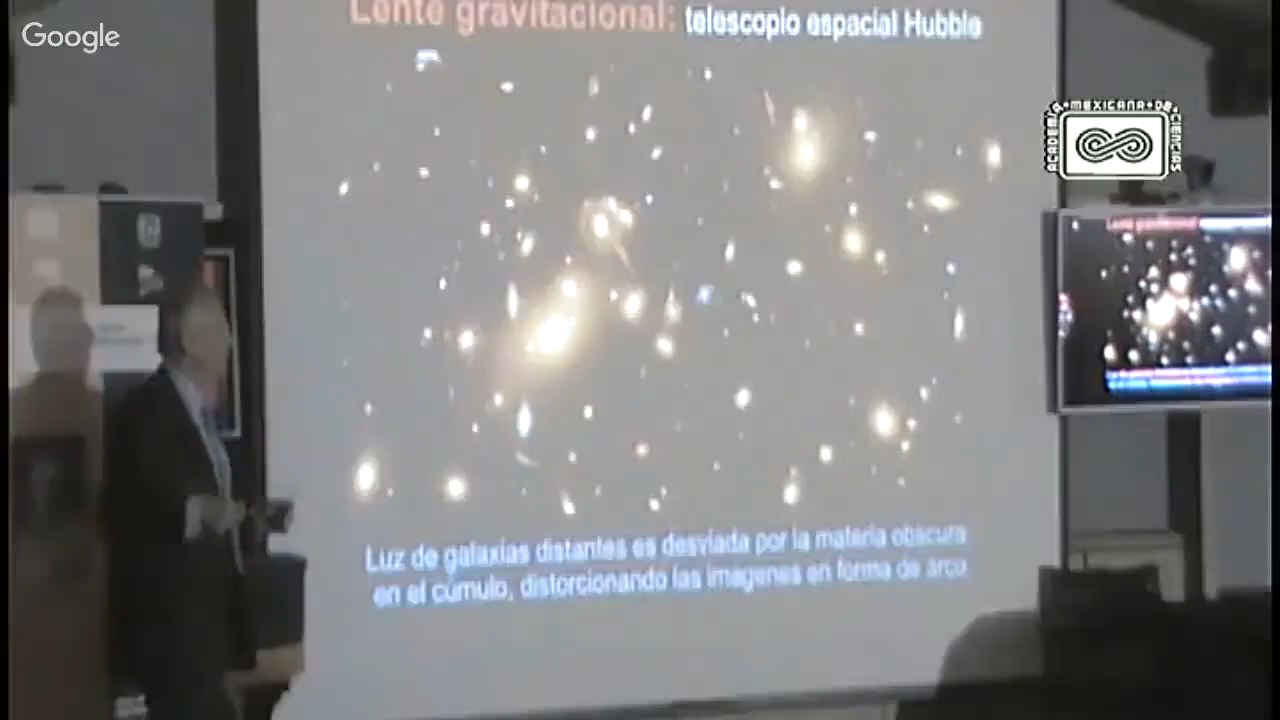 Google
Lente gravitacional: telescopio espacial Hubble
ACADEMIA MEXICANA DE CIENCIAS
Luz de galaxias distantes es desviada por la materia obscura
en el cúmulo, distorcionando las imagenes en forma de arco